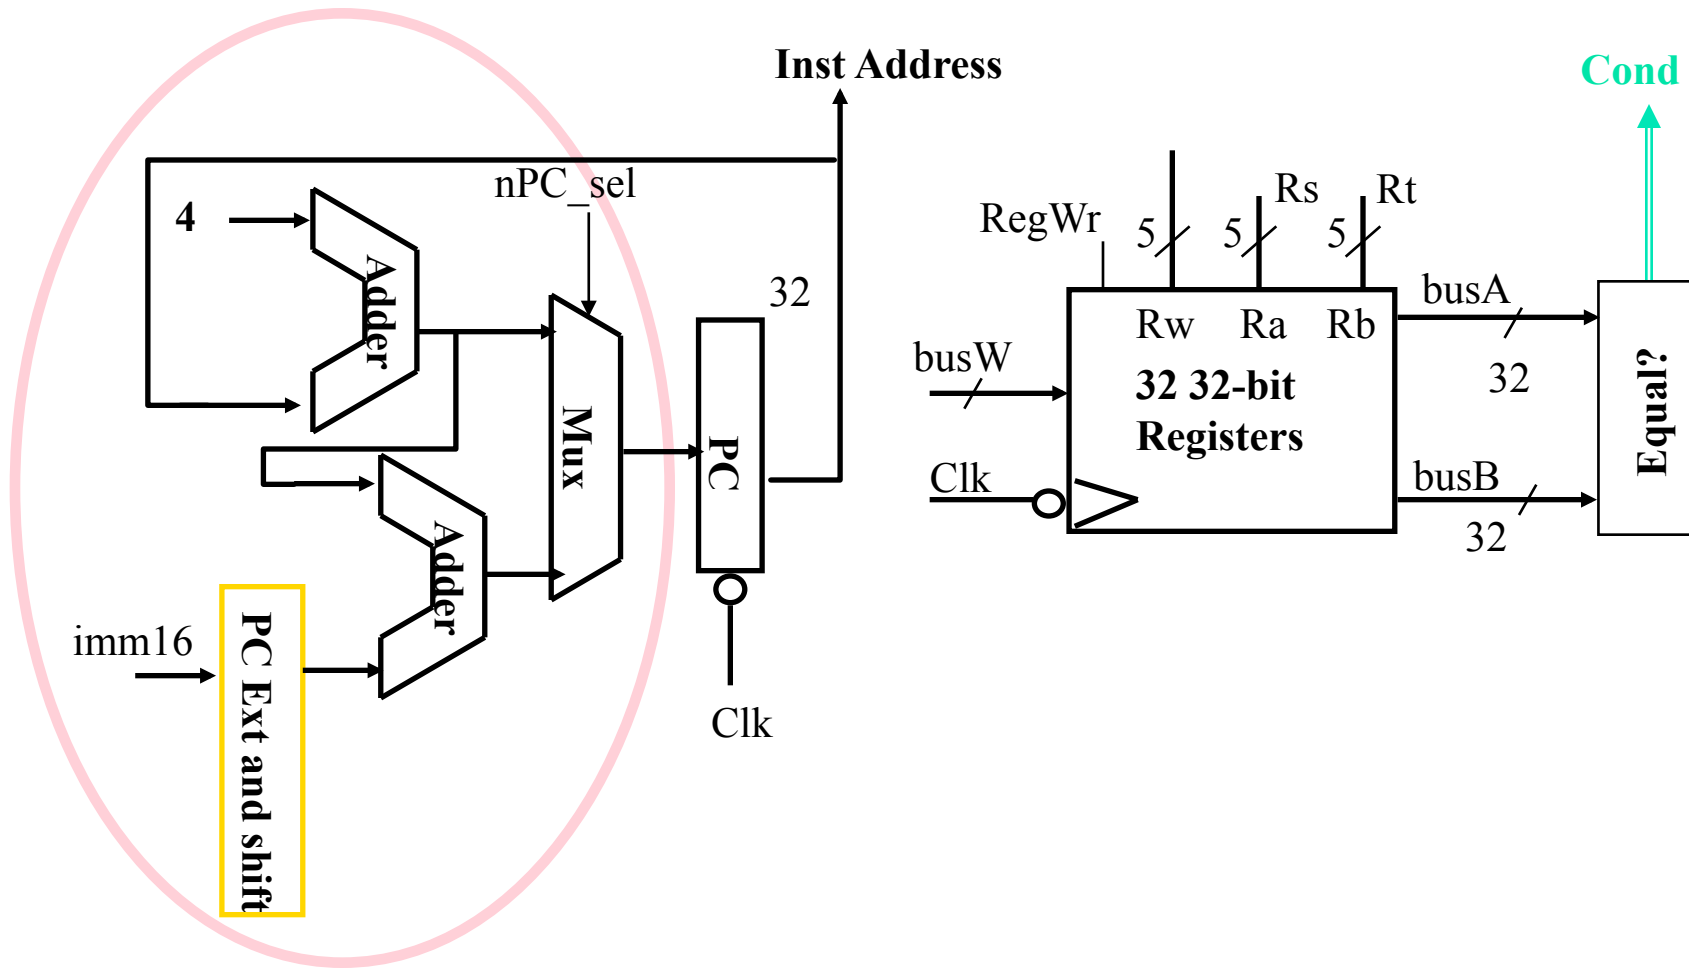 Inst Address
Cond
nPC_sel
4
Adder
32
Mux
PC
Adder
imm16
PC Ext and shift
Clk
Rs
Rt
RegWr
5
5
5
busA
Rw
Ra
Rb
busW
32 32-bit
Registers
32
Clk
busB
32
Equal?